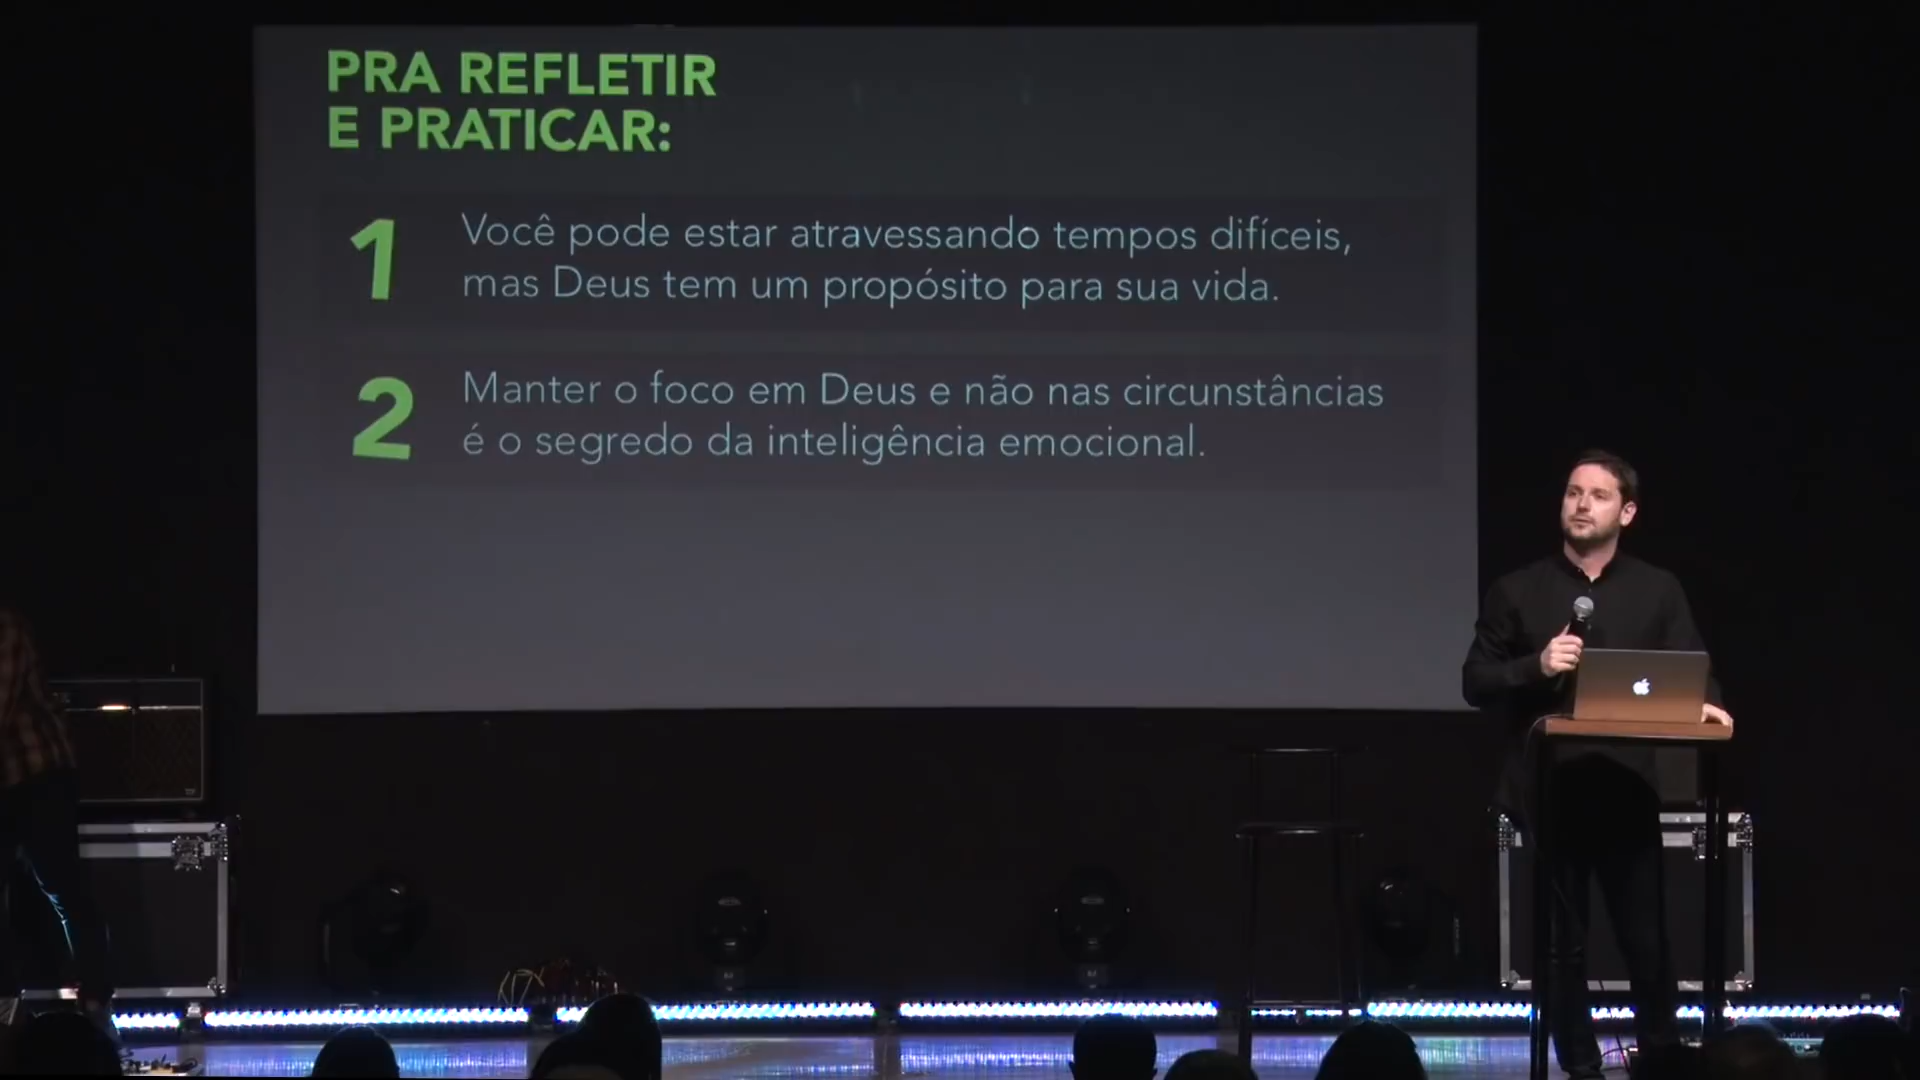 PRA REFLETIR
E PRATICAR:
1
Você pode estar atravessando tempos difíceis,
mas Deus tem um propósito para sua vida.
2
Manter o foco em Deus e não nas circunstâncias
é o segredo da inteligência emocional.